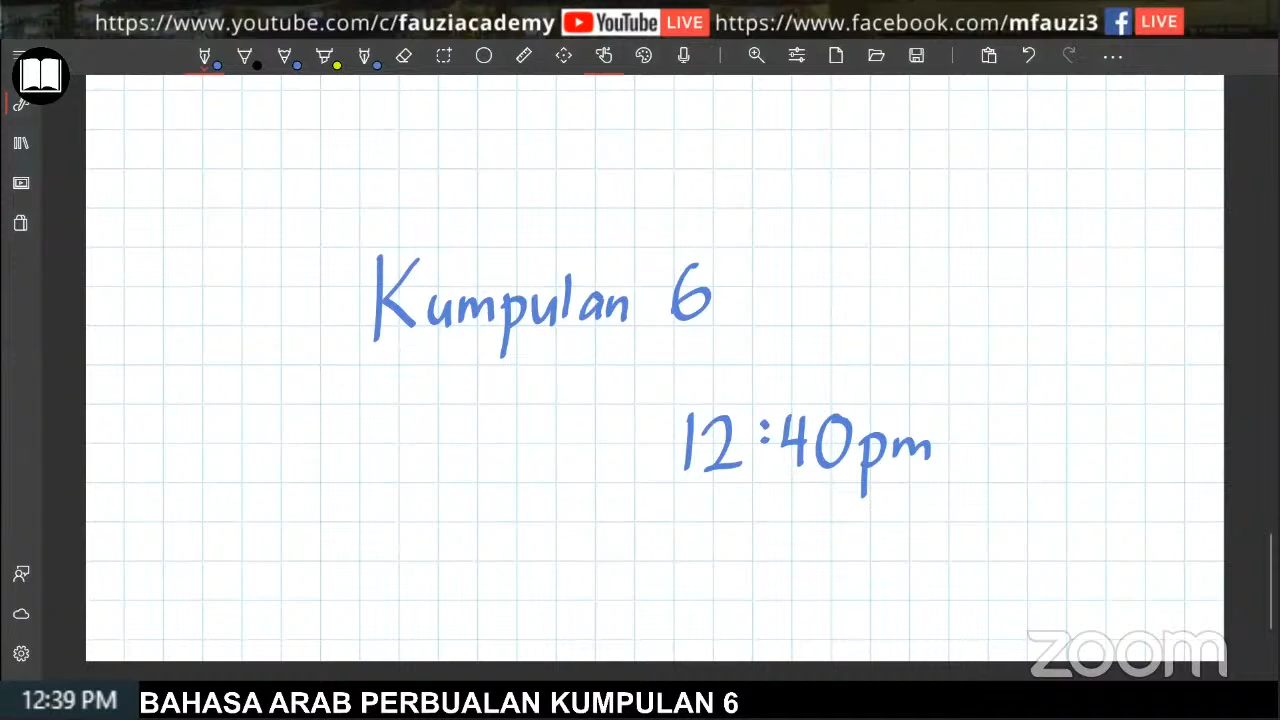 https://www.youtube.com/c/fauziacademy YouTube LIVE https://www.facebook.com/mfauzi3 f LIVE
Kumpulan 6
12:40pm
zoom
12:39 PM BAHASA ARAB PERBUALAN KUMPULAN 6